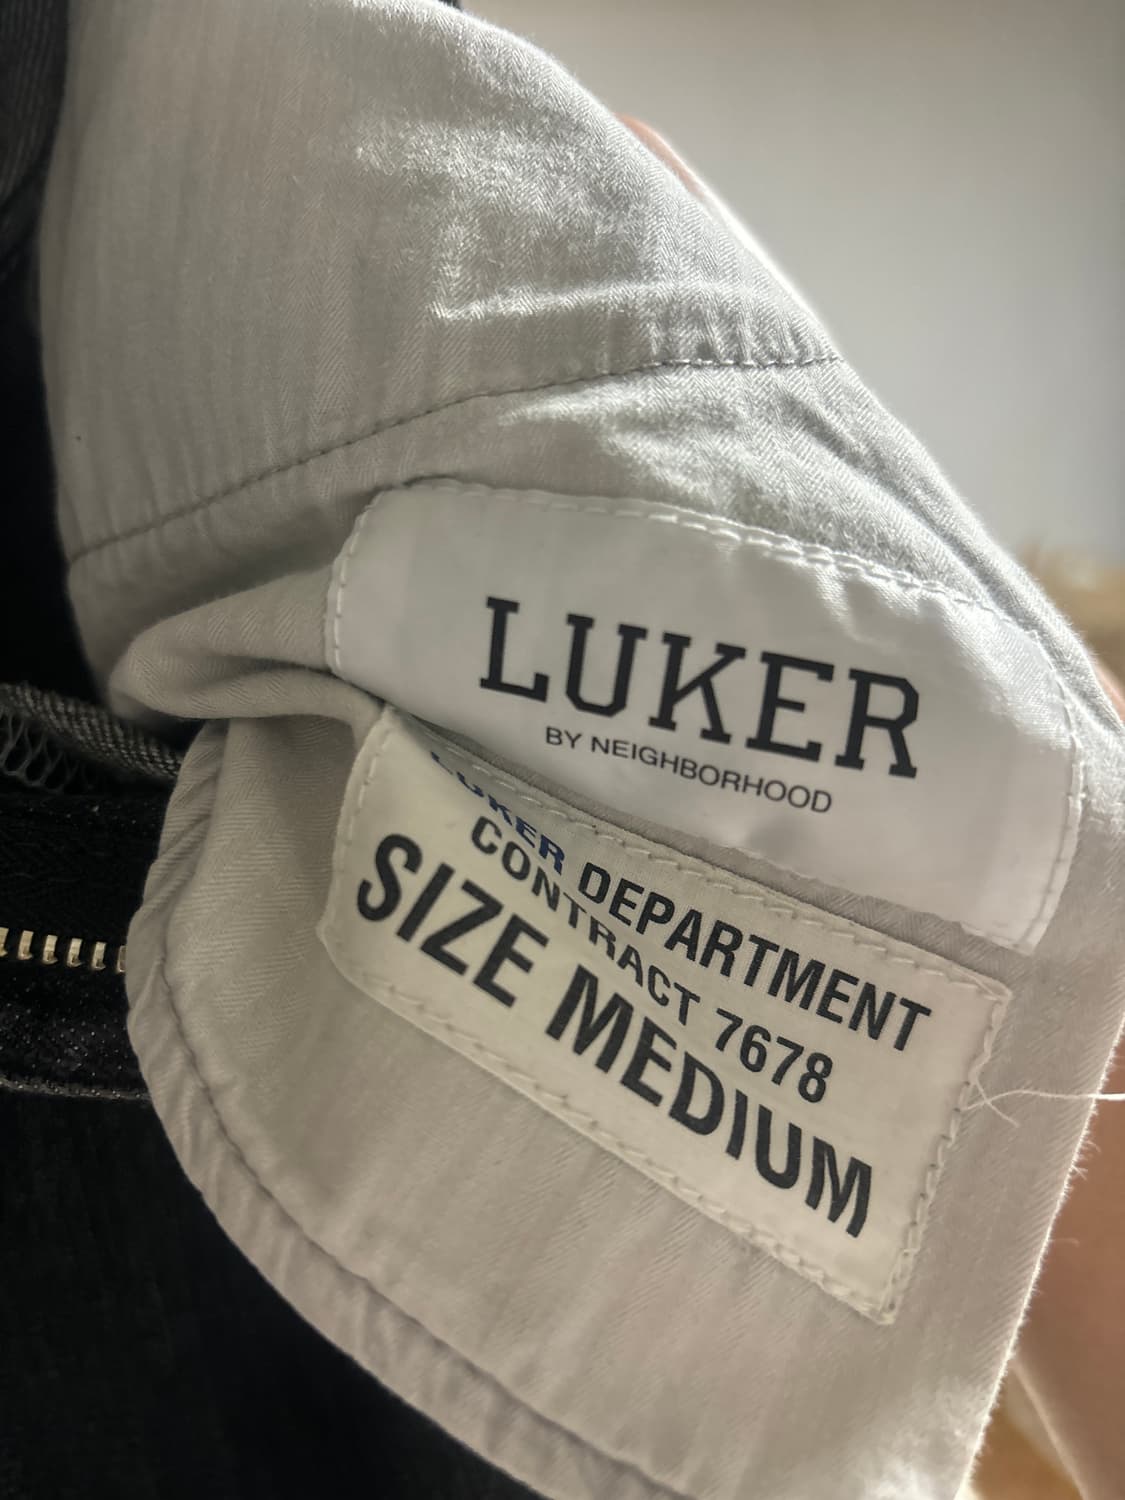 LUKER
BY NEIGHBORHOOD
LUKER DEPARTMENT
CONTRACT 7678
SIZE MEDIUM